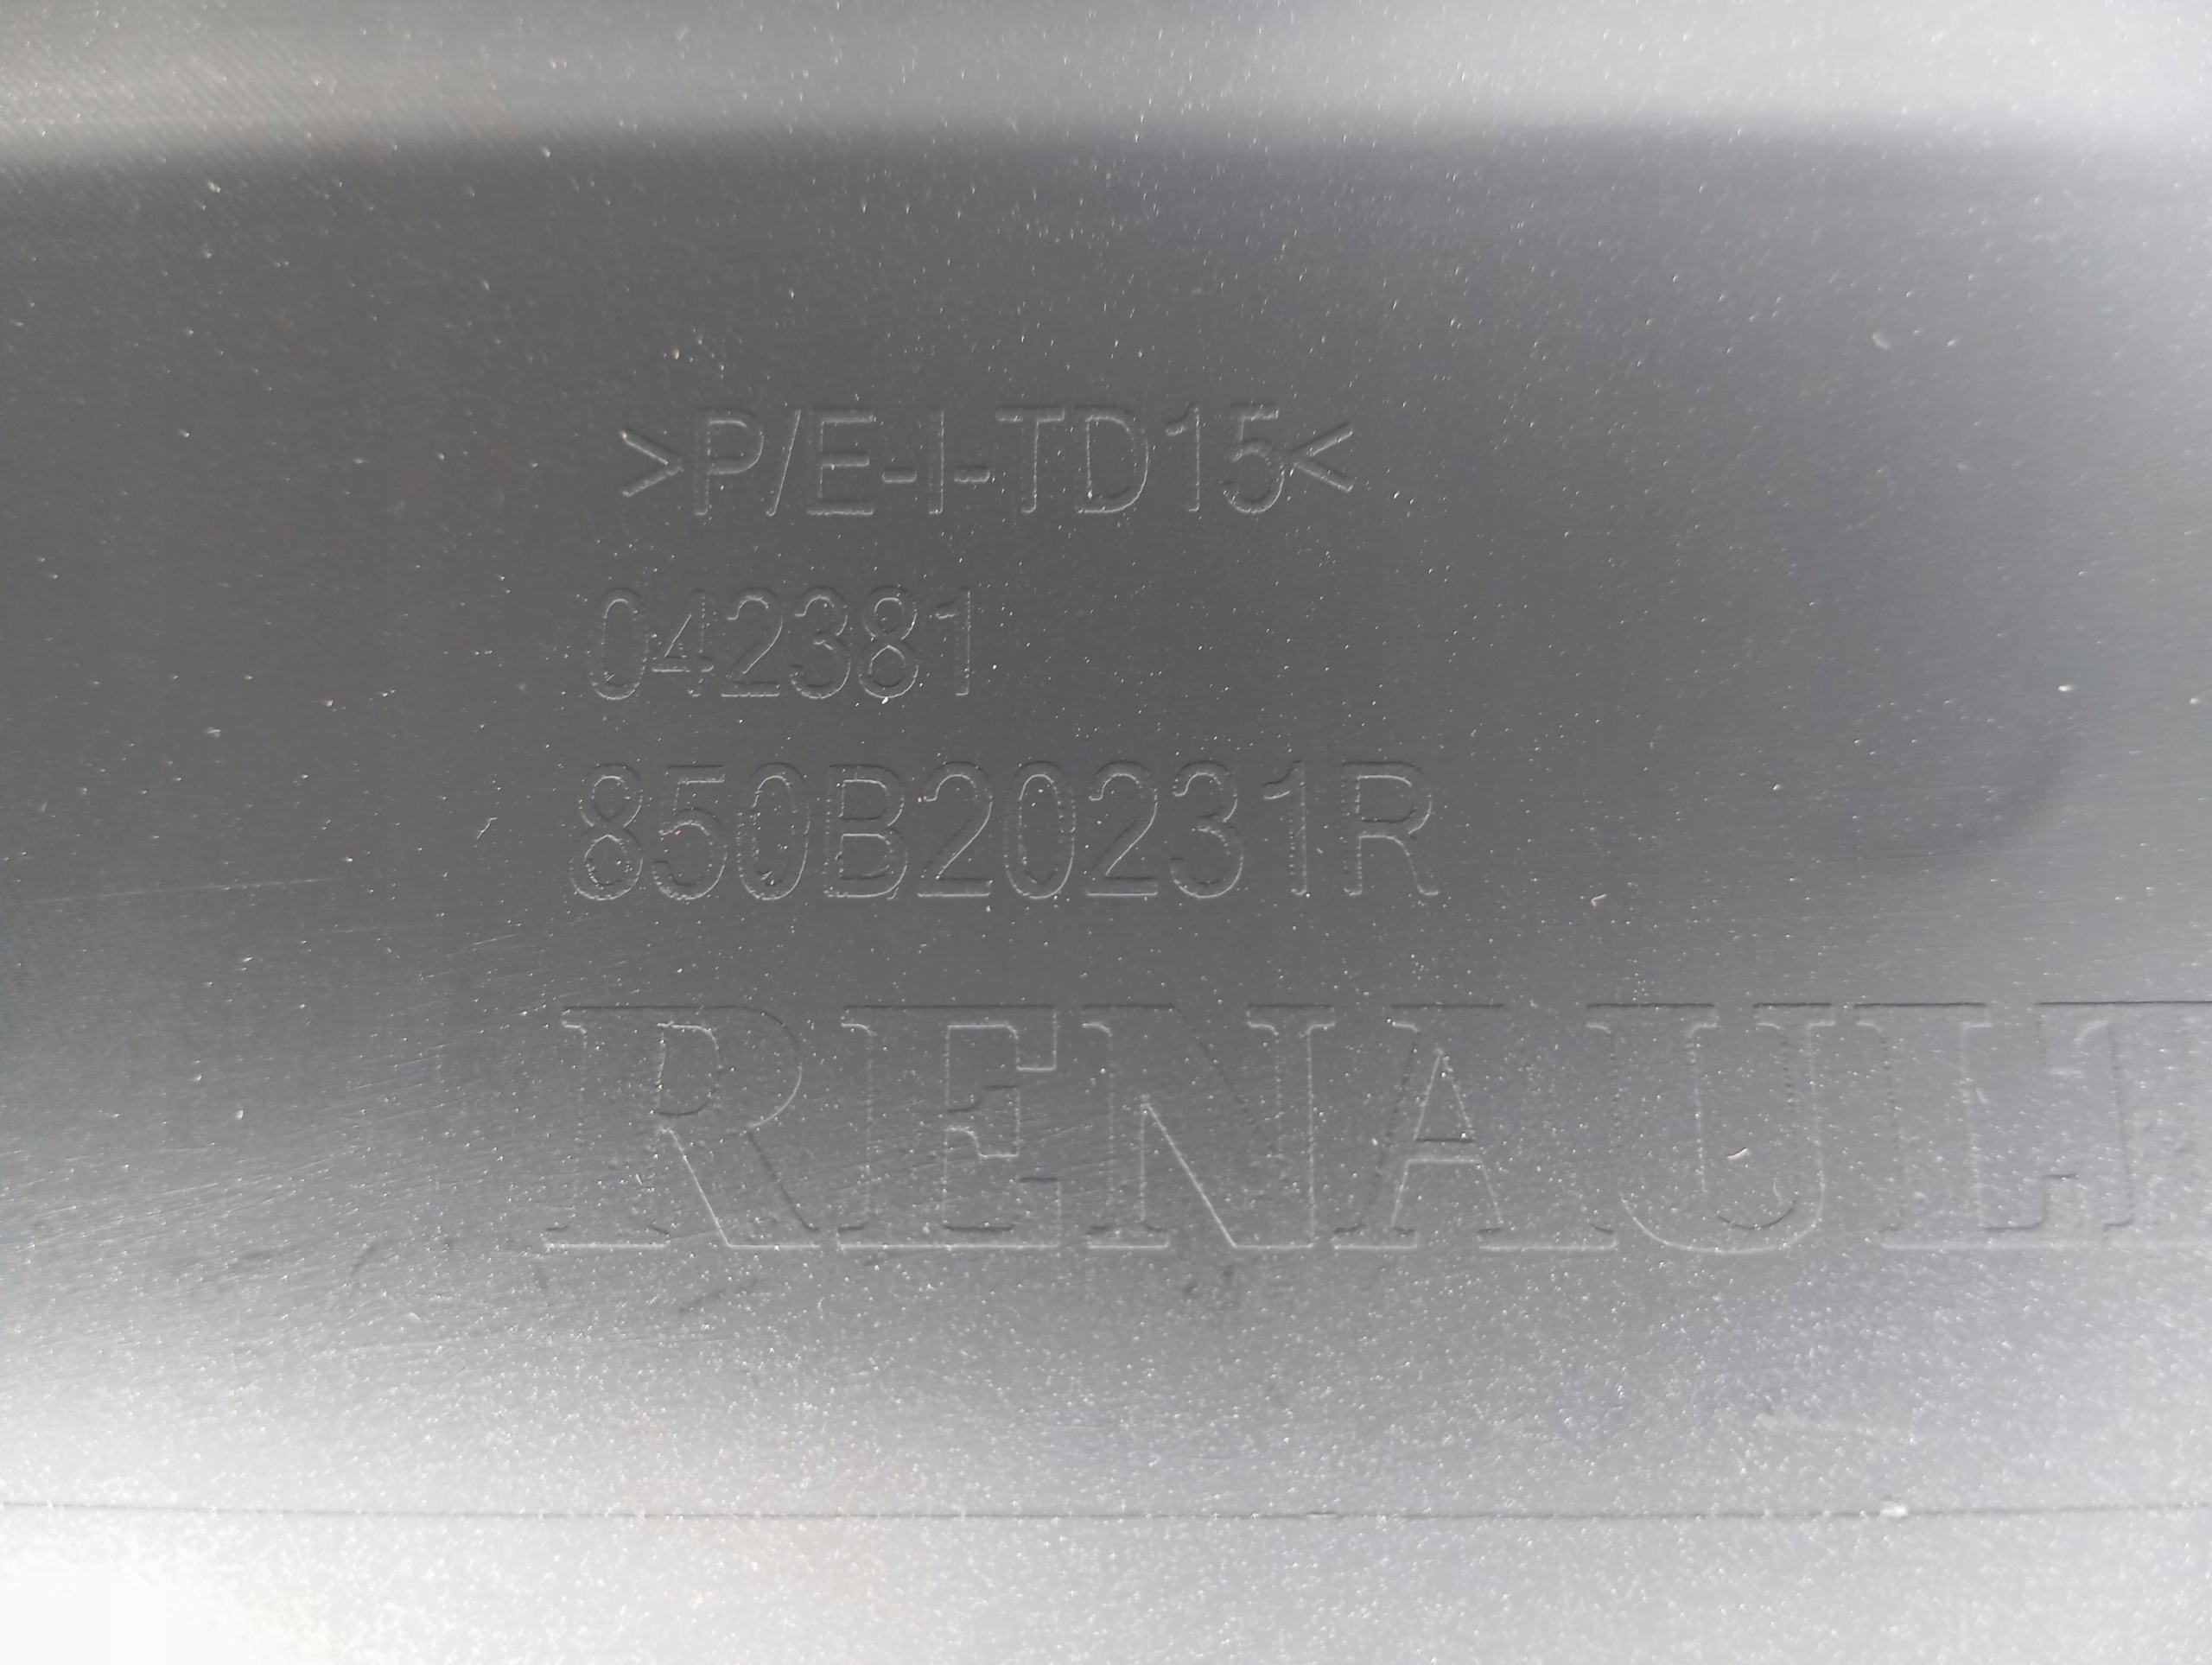 >P/E-I-TD15<
042381
850B20231R
RENAULT